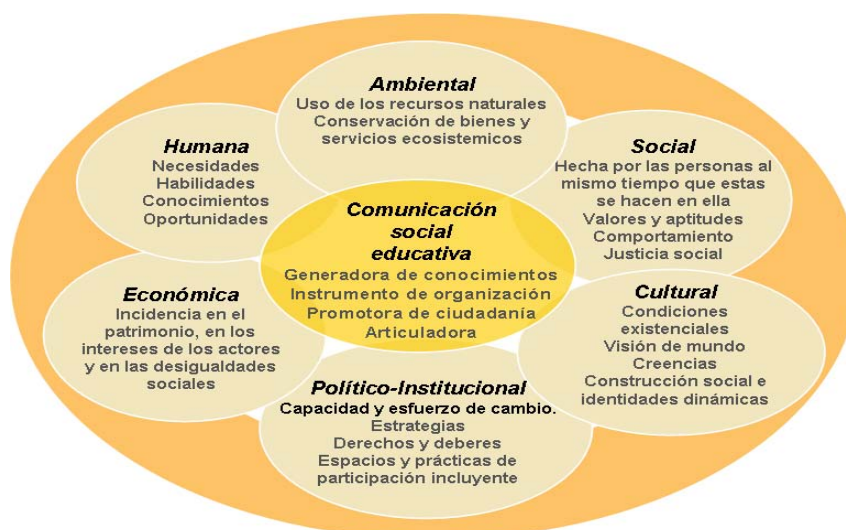 Ambiental
Uso de los recursos naturales
Conservación de bienes y
servicios ecosistemicos
Humana
Necesidades
Habilidades
Conocimientos
Oportunidades
Social
Hecha por las personas al
mismo tiempo que estas
se hacen en ella
Valores y aptitudes
Comportamiento
Justicia social
Comunicación
social
educativa
Generadora de conocimientos
Instrumento de organización
Promotora de ciudadanía
Articuladora
Económica
Incidencia en el
patrimonio, en los
intereses de los actores
y en las desigualdades
sociales
Cultural
Condiciones
existenciales
Visión de mundo
Creencias
Construcción social e
identidades dinámicas
Político-Institucional
Capacidad y esfuerzo de cambio.
Estrategias
Derechos y deberes
Espacios y prácticas de
participación incluyente